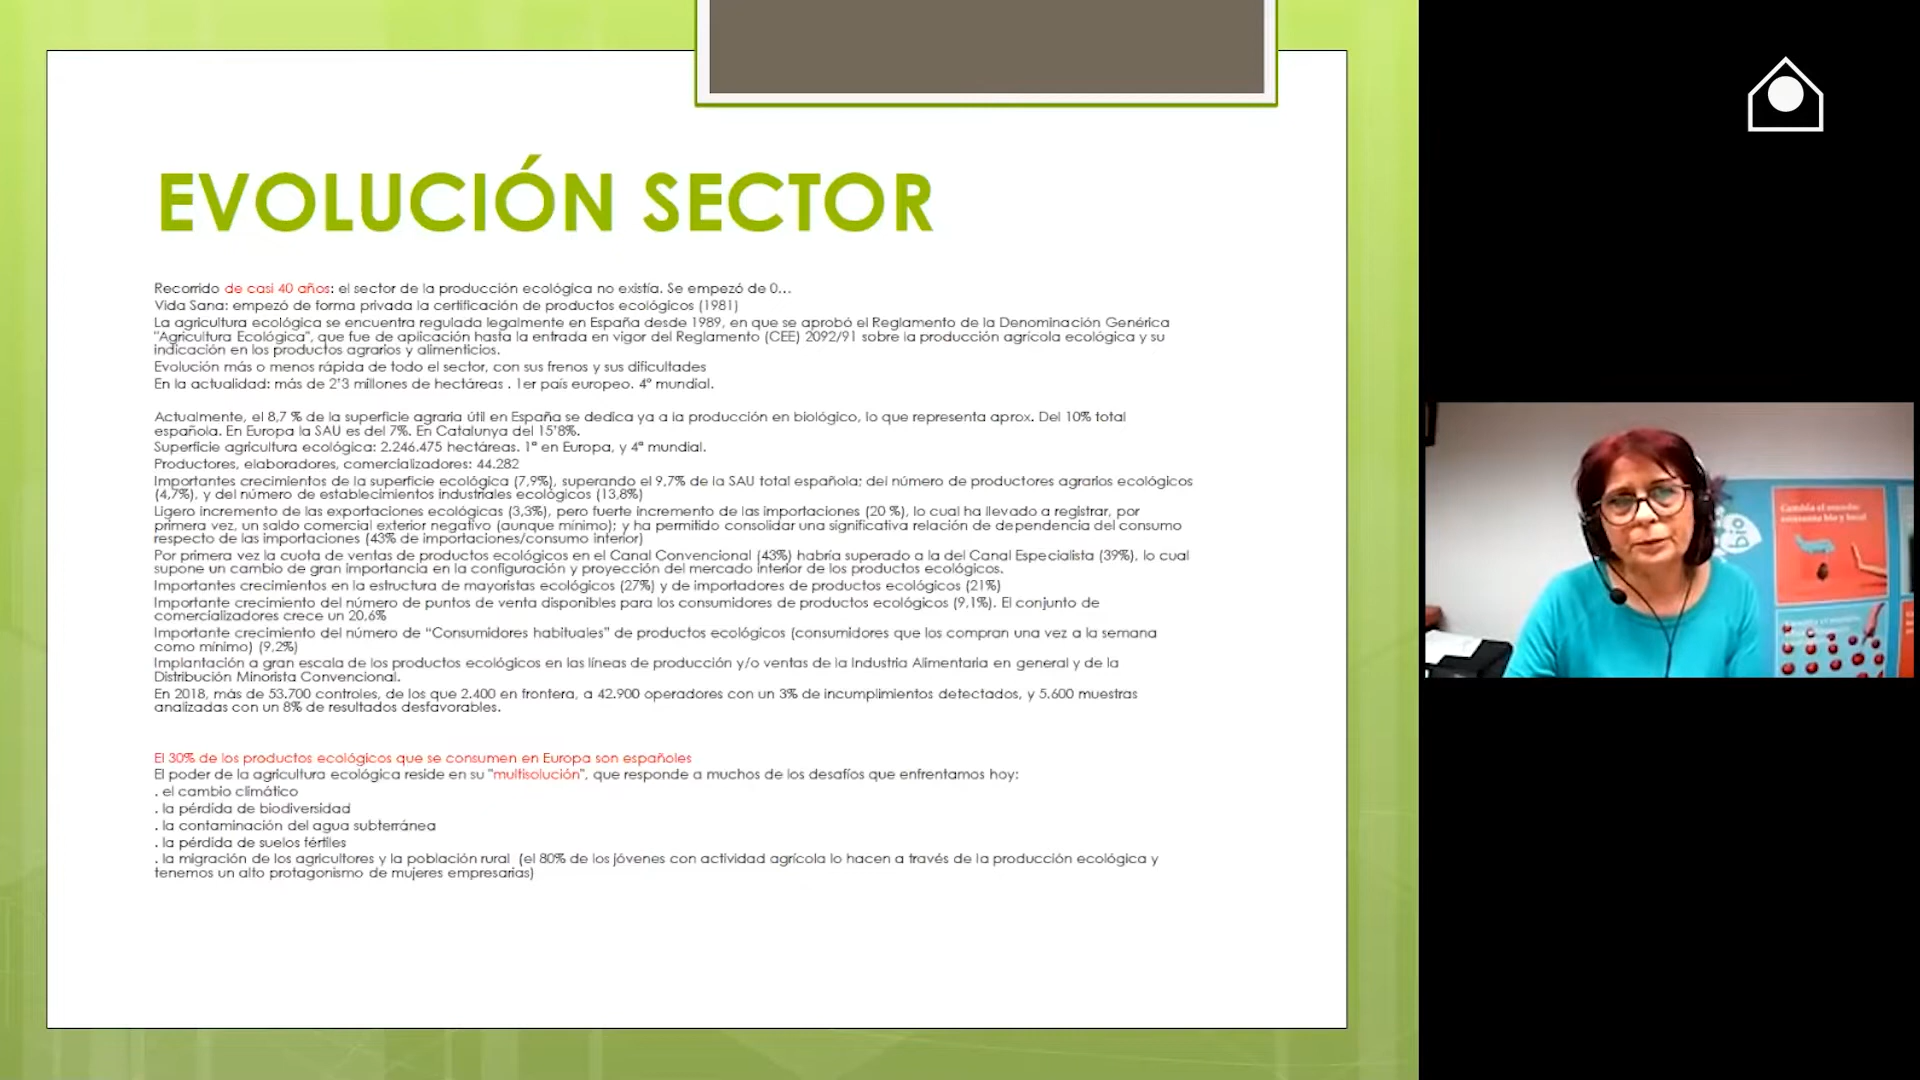 EVOLUCIÓN SECTOR
Recorrido de casi 40 años: el sector de la producción ecológica no existía. Se empezó de 0...
Vida Sana: empezó de forma privada la certificación de productos ecológicos (1981)
La agricultura ecológica se encuentra regulada legalmente en España desde 1989, en que se aprobó el Reglamento de la Denominación Genérica
"Agricultura Ecológica", que fue de aplicación hasta la entrada en vigor del Reglamento (CEE) 2092/91 sobre la producción agrícola ecológica y su
indicación en los productos agrarios y alimenticios.
Evolución más o menos rápida de todo el sector, con sus frenos y sus dificultades
En la actualidad: más de 2'3 millones de hectáreas . 1er país europeo. 4º mundial.
Actualmente, el 8,7 % de la superficie agraria útil en España se dedica ya a la producción en biológico, lo que representa aprox. Del 10% total
española. En Europa la SAU es del 7%. En Catalunya del 15'8%.
Superficie agricultura ecológica: 2.246.475 hectáreas. 1ª en Europa, y 4ª mundial.
Productores, elaboradores, comercializadores: 44.282
Importantes crecimientos de la superficie ecológica (7,9%), superando el 9,7% de la SAU total española; del número de productores agrarios ecológicos
(4,7%), y del número de establecimientos industriales ecológicos (13,8%)
Ligero incremento de las exportaciones ecológicas (3,3%), pero fuerte incremento de las importaciones (20 %), lo cual ha llevado a registrar, por
primera vez, un saldo comercial exterior negativo (aunque mínimo); y ha permitido consolidar una significativa relación de dependencia del consumo
respecto de las importaciones (43% de importaciones/consumo interior)
Por primera vez la cuota de ventas de productos ecológicos en el Canal Convencional (43%) habría superado a la del Canal Especialista (39%), lo cual
supone un cambio de gran importancia en la configuración y proyección del mercado interior de los productos ecológicos.
Importantes crecimientos en la estructura de mayoristas ecológicos (27%) y de importadores de productos ecológicos (21%)
Importante crecimiento del número de puntos de venta disponibles para los consumidores de productos ecológicos (9,1%). El conjunto de
comercializadores crece un 20,6%
Importante crecimiento del número de “Consumidores habituales” de productos ecológicos (consumidores que los compran una vez a la semana
como mínimo) (9,2%)
Implantación a gran escala de los productos ecológicos en las líneas de producción y/o ventas de la Industria Alimentaria en general y de la
Distribución Minorista Convencional.
En 2018, más de 53.700 controles, de los que 2.400 en frontera, a 42.900 operadores con un 3% de incumplimientos detectados, y 5.600 muestras
analizadas con un 8% de resultados desfavorables.
El 30% de los productos ecológicos que se consumen en Europa son españoles
El poder de la agricultura ecológica reside en su "multisolución", que responde a muchos de los desafíos que enfrentamos hoy:
. el cambio climático
. la pérdida de biodiversidad
. la contaminación del agua subterránea
. la pérdida de suelos fértiles
. la migración de los agricultores y la población rural (el 80% de los jóvenes con actividad agrícola lo hacen a través de la producción ecológica y
tenemos un alto protagonismo de mujeres empresarias)
bio
Cambia el mundo:
consume bio y local